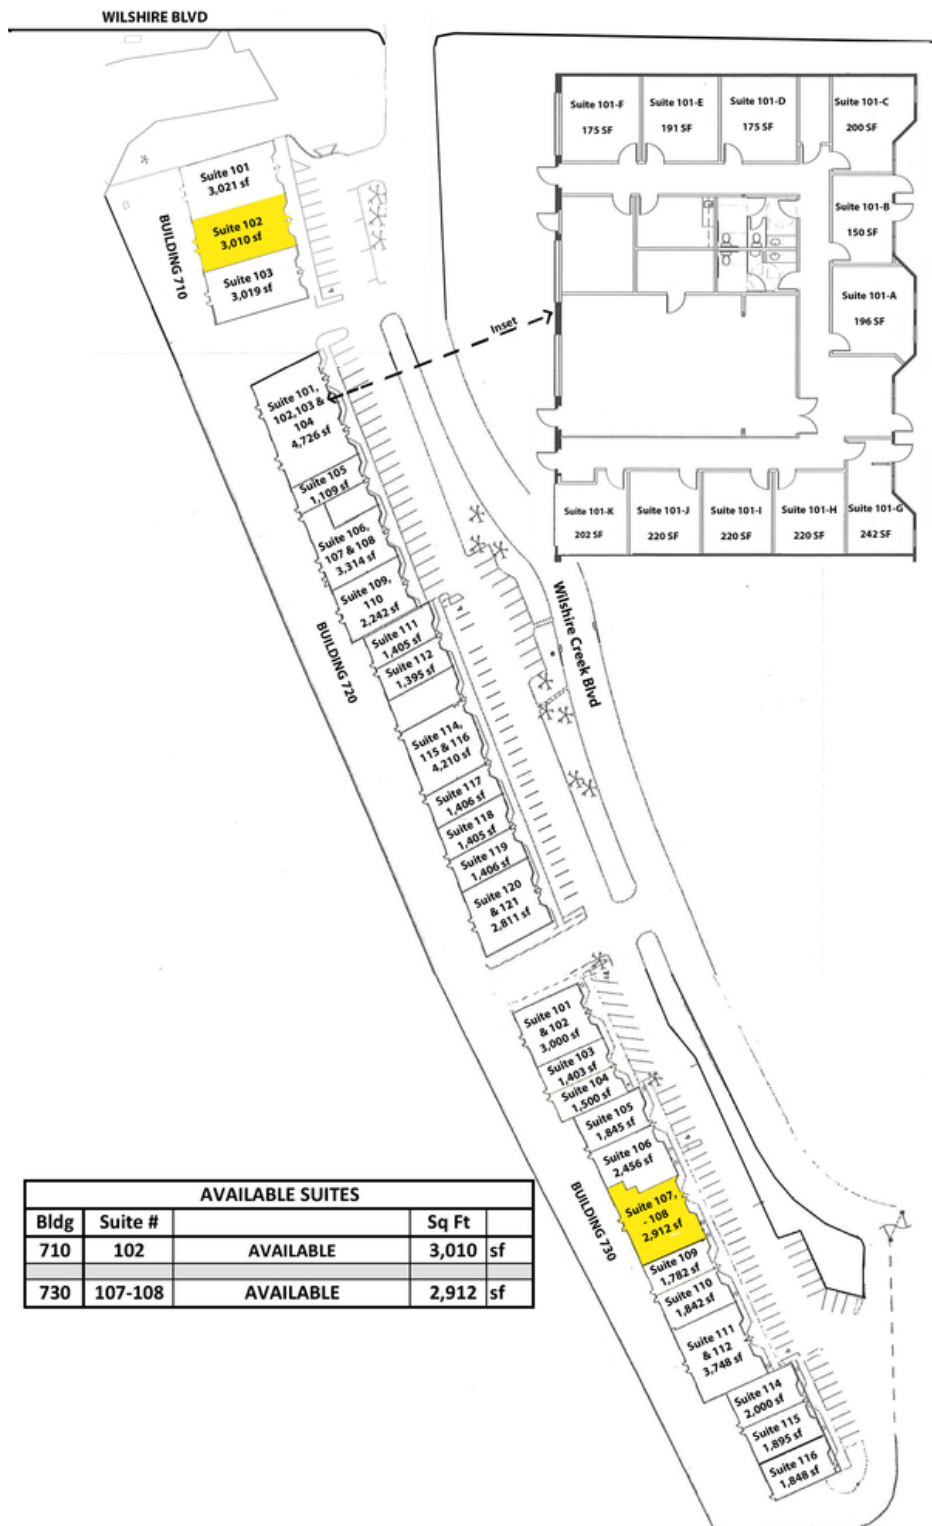 WILSHIRE BLVD
Suite 101
3,021 sf
Suite 102
3,010 sf
Suite 103
3,019 sf
BUILDING 710
Inset
Suite 101-F
175 SF
Suite 101-E
191 SF
Suite 101-D
175 SF
Suite 101-C
200 SF
Suite 101-B
150 SF
Suite 101-A
196 SF
Suite 101-K
202 SF
Suite 101-J
220 SF
Suite 101-I
220 SF
Suite 101-H
220 SF
Suite 101-G
242 SF
Suite 101,
102,103 &
104
4,726 sf
Suite 105
1,109 sf
Suite 106,
107 & 108
3,314 sf
Suite 109,
110
2,242 sf
Suite 111
1,405 sf
Suite 112
1,395 sf
Suite 114,
115 & 116
4,210 sf
Suite 117
1,406 sf
Suite 118
1,405 sf
Suite 119
1,406 sf
Suite 120
& 121
2,811 sf
BUILDING 720
Wilshire Creek Blvd
Suite 101
& 102
3,000 sf
Suite 103
1,403 sf
Suite 104
1,500 sf
Suite 105
1,845 sf
Suite 106
2,456 sf
Suite 107,
- 108
2,912 sf
Suite 109
1,782 sf
Suite 110
1,842 sf
Suite 111
& 112
3,748 sf
Suite 114
2,000 sf
Suite 115
1,895 sf
Suite 116
1,848 sf
BUILDING 730
AVAILABLE SUITES
Bldg Suite # Sq Ft
710 102 AVAILABLE 3,010 sf
730 107-108 AVAILABLE 2,912 sf